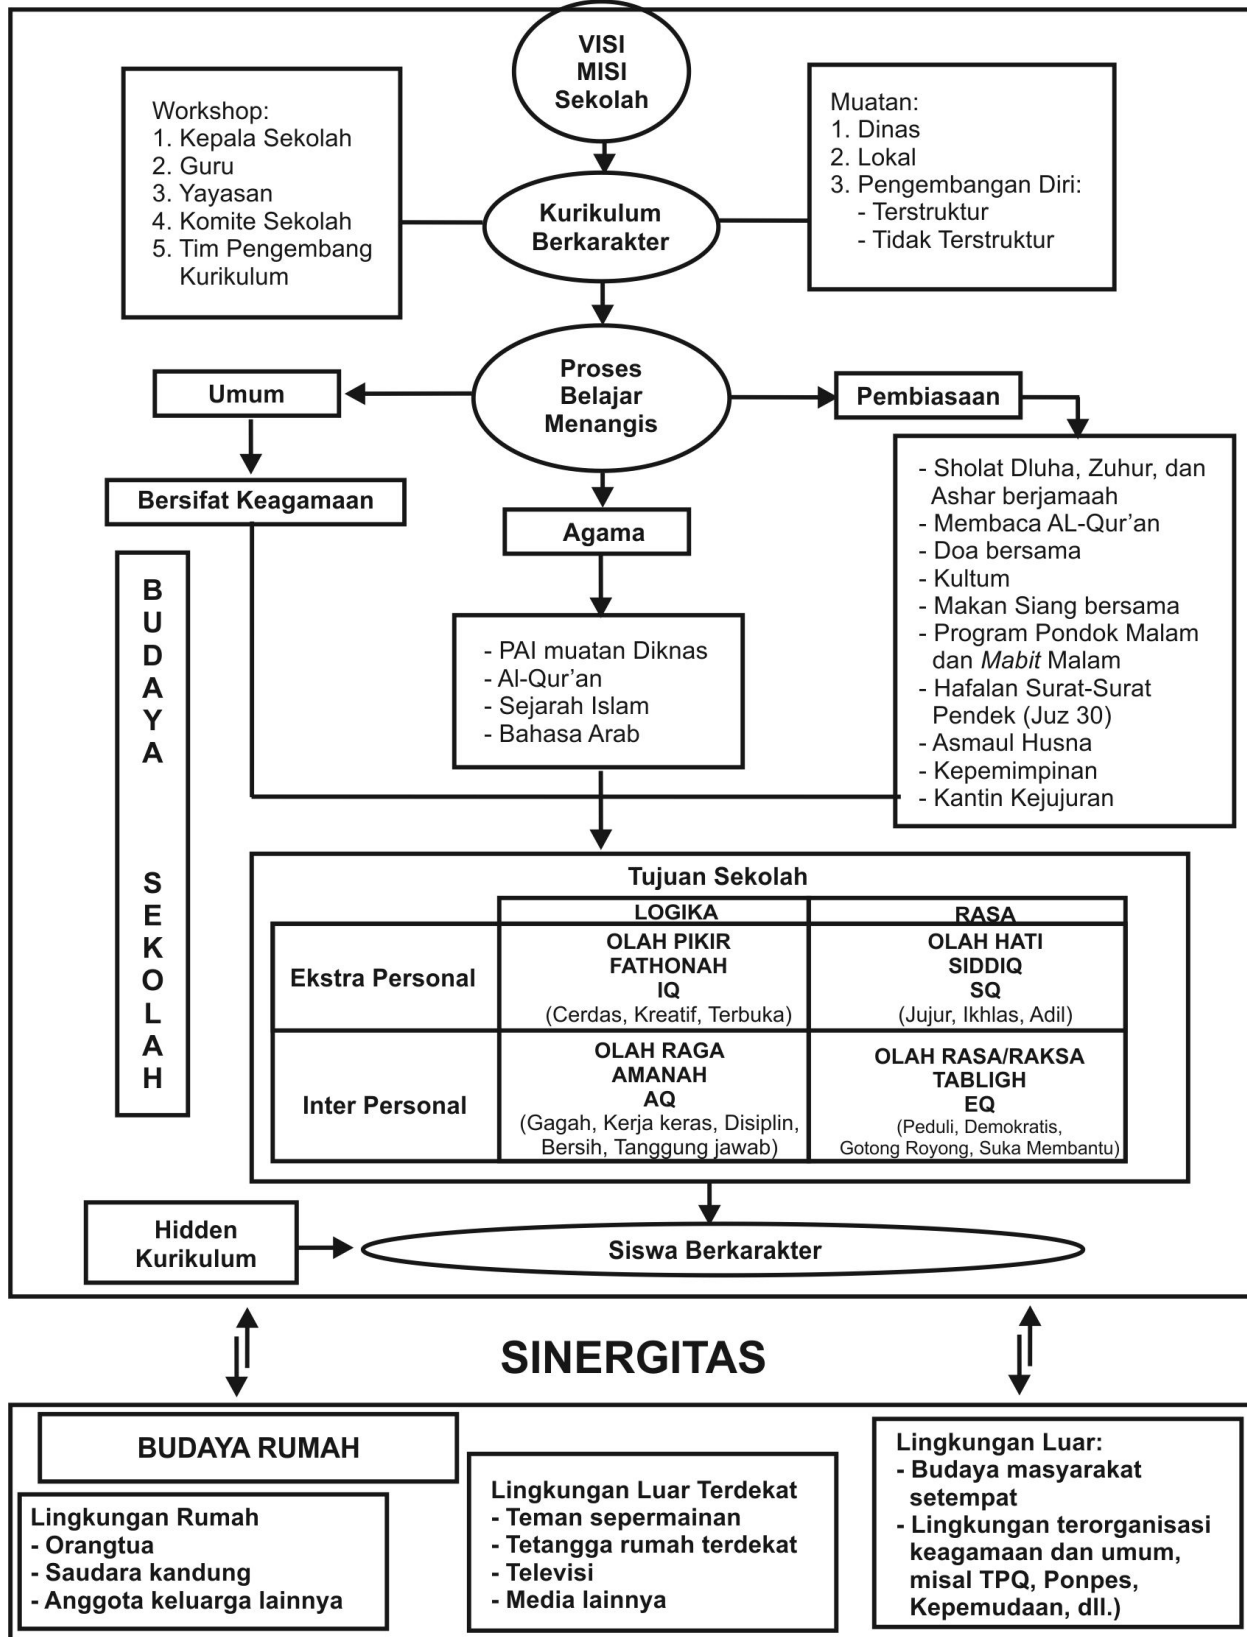 VISI
MISI
Sekolah
Workshop:
1. Kepala Sekolah
2. Guru
3. Yayasan
4. Komite Sekolah
5. Tim Pengembang
Kurikulum
Kurikulum
Berkarakter
Muatan:
1. Dinas
2. Lokal
3. Pengembangan Diri:
- Terstruktur
- Tidak Terstruktur
Proses
Belajar
Menangis
Umum
Bersifat Keagamaan
Agama
- PAI muatan Diknas
- Al-Qur’an
- Sejarah Islam
- Bahasa Arab
Pembiasaan
- Sholat Dluha, Zuhur, dan
Ashar berjamaah
- Membaca AL-Qur’an
- Doa bersama
- Kultum
- Makan Siang bersama
- Program Pondok Malam
dan Mabit Malam
- Hafalan Surat-Surat
Pendek (Juz 30)
- Asmaul Husna
- Kepemimpinan
- Kantin Kejujuran
BUDAYA SEKOLAH
Tujuan Sekolah
LOGIKA
RASA
Ekstra Personal
OLAH PIKIR
FATHONAH
IQ
(Cerdas, Kreatif, Terbuka)
OLAH HATI
SIDDIQ
SQ
(Jujur, Ikhlas, Adil)
Inter Personal
OLAH RAGA
AMANAH
AQ
(Gagah, Kerja keras, Disiplin,
Bersih, Tanggung jawab)
OLAH RASA/RAKSA
TABLIGH
EQ
(Peduli, Demokratis,
Gotong Royong, Suka Membantu)
Hidden
Kurikulum
Siswa Berkarakter
SINERGITAS
BUDAYA RUMAH
Lingkungan Rumah
- Orangtua
- Saudara kandung
- Anggota keluarga lainnya
Lingkungan Luar Terdekat
- Teman sepermainan
- Tetangga rumah terdekat
- Televisi
- Media lainnya
Lingkungan Luar:
- Budaya masyarakat
setempat
- Lingkungan terorganisasi
keagamaan dan umum,
misal TPQ, Ponpes,
Kepemudaan, dll.)